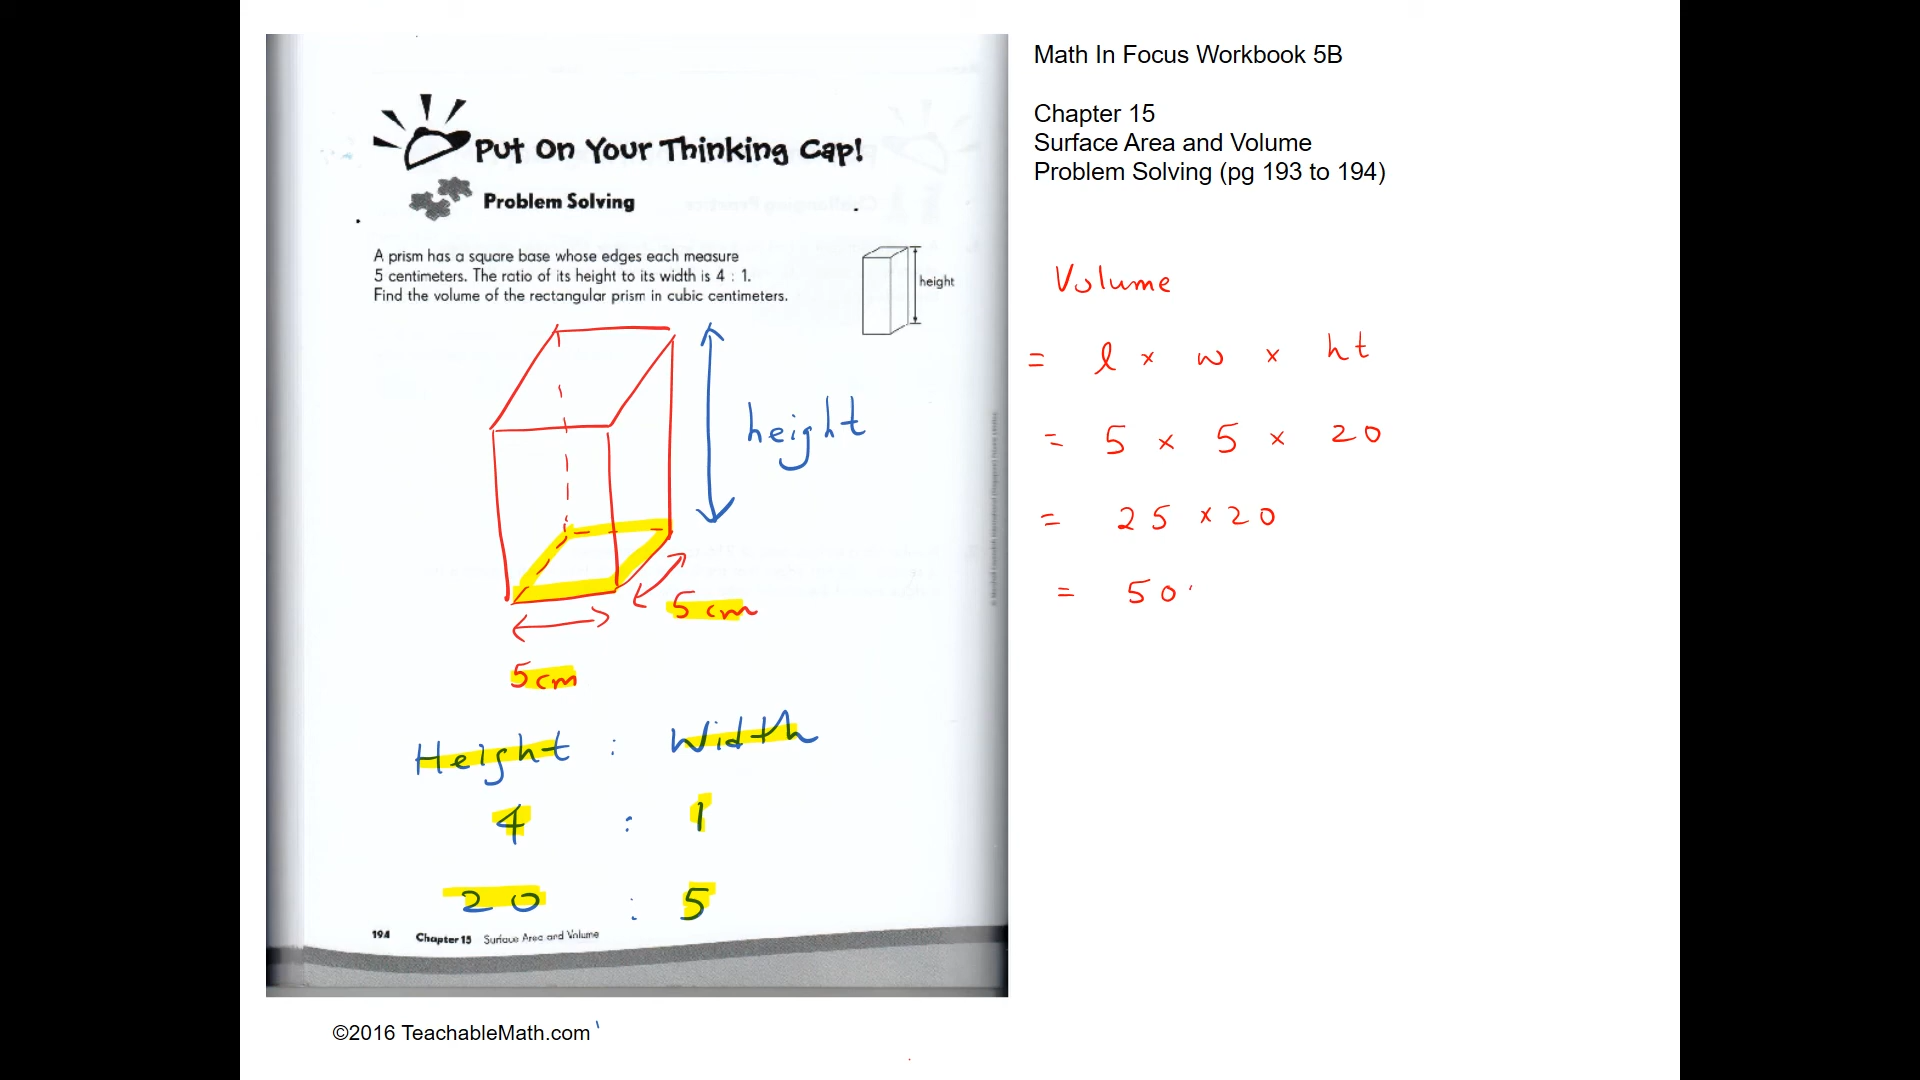 Put On Your Thinking Cap!
Problem Solving
A prism has a square base whose edges each measure
5 centimeters. The ratio of its height to its width is 4 : 1.
Find the volume of the rectangular prism in cubic centimeters.
height
height
5 cm
5 cm
Height : Width
4 : 1
20 : 5
194 Chapter 15 Surface Area and Volume
©2016 TeachableMath.com
Math In Focus Workbook 5B
Chapter 15
Surface Area and Volume
Problem Solving (pg 193 to 194)
Volume
= l × w × ht
= 5 × 5 × 20
= 25 × 20
= 50